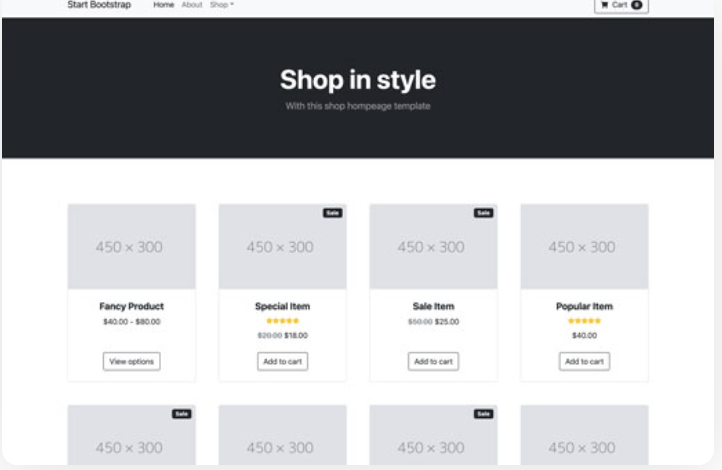 Start Bootstrap Home About Shop Cart 0
Shop in style
With this shop hompeage template
Sale Sale
450 × 300 450 × 300 450 × 300 450 × 300
Fancy Product Special Item Sale Item Popular Item
$40.00 - $80.00 $50.00 $25.00
$20.00 $18.00 $40.00
View options Add to cart Add to cart Add to cart
Sale Sale
450 × 300 450 × 300 450 × 300 450 × 300